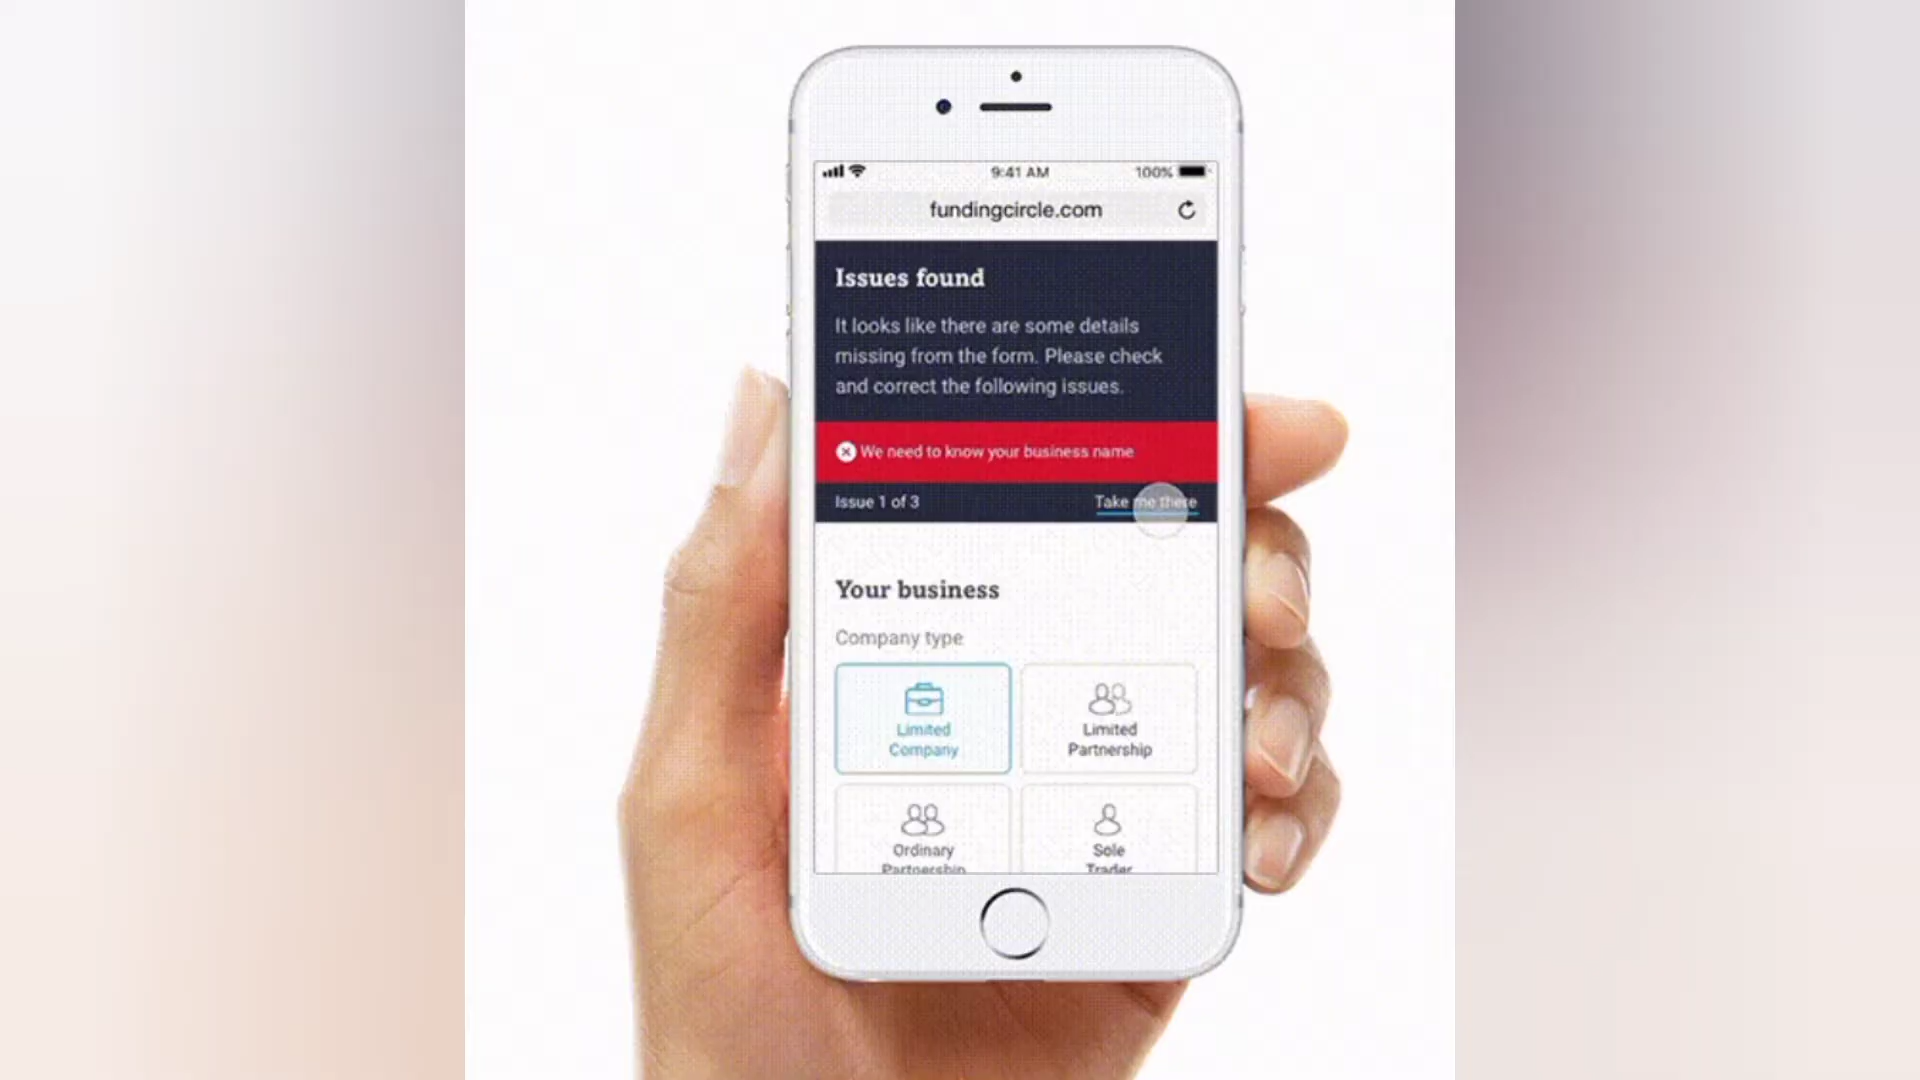 9:41 AM
100%
fundingcircle.com
Issues found
It looks like there are some details
missing from the form. Please check
and correct the following issues.
We need to know your business name
Issue 1 of 3
Take me there
Your business
Company type
Limited
Company
Limited
Partnership
Ordinary
Partnership
Sole
Trader